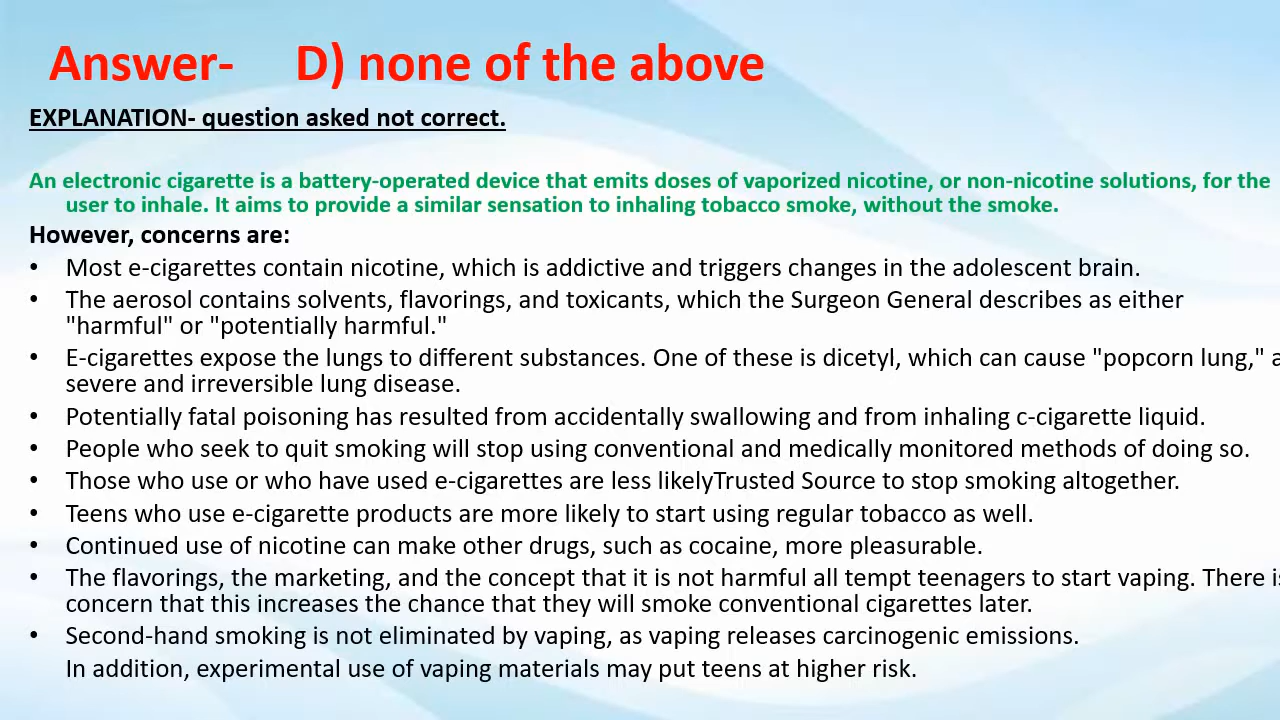 Answer- D) none of the above
EXPLANATION- question asked not correct.
An electronic cigarette is a battery-operated device that emits doses of vaporized nicotine, or non-nicotine solutions, for the
user to inhale. It aims to provide a similar sensation to inhaling tobacco smoke, without the smoke.
However, concerns are:
• Most e-cigarettes contain nicotine, which is addictive and triggers changes in the adolescent brain.
• The aerosol contains solvents, flavorings, and toxicants, which the Surgeon General describes as either
"harmful" or "potentially harmful."
• E-cigarettes expose the lungs to different substances. One of these is dicetyl, which can cause "popcorn lung," a
severe and irreversible lung disease.
• Potentially fatal poisoning has resulted from accidentally swallowing and from inhaling c-cigarette liquid.
• People who seek to quit smoking will stop using conventional and medically monitored methods of doing so.
• Those who use or who have used e-cigarettes are less likelyTrusted Source to stop smoking altogether.
• Teens who use e-cigarette products are more likely to start using regular tobacco as well.
• Continued use of nicotine can make other drugs, such as cocaine, more pleasurable.
• The flavorings, the marketing, and the concept that it is not harmful all tempt teenagers to start vaping. There is
concern that this increases the chance that they will smoke conventional cigarettes later.
• Second-hand smoking is not eliminated by vaping, as vaping releases carcinogenic emissions.
In addition, experimental use of vaping materials may put teens at higher risk.